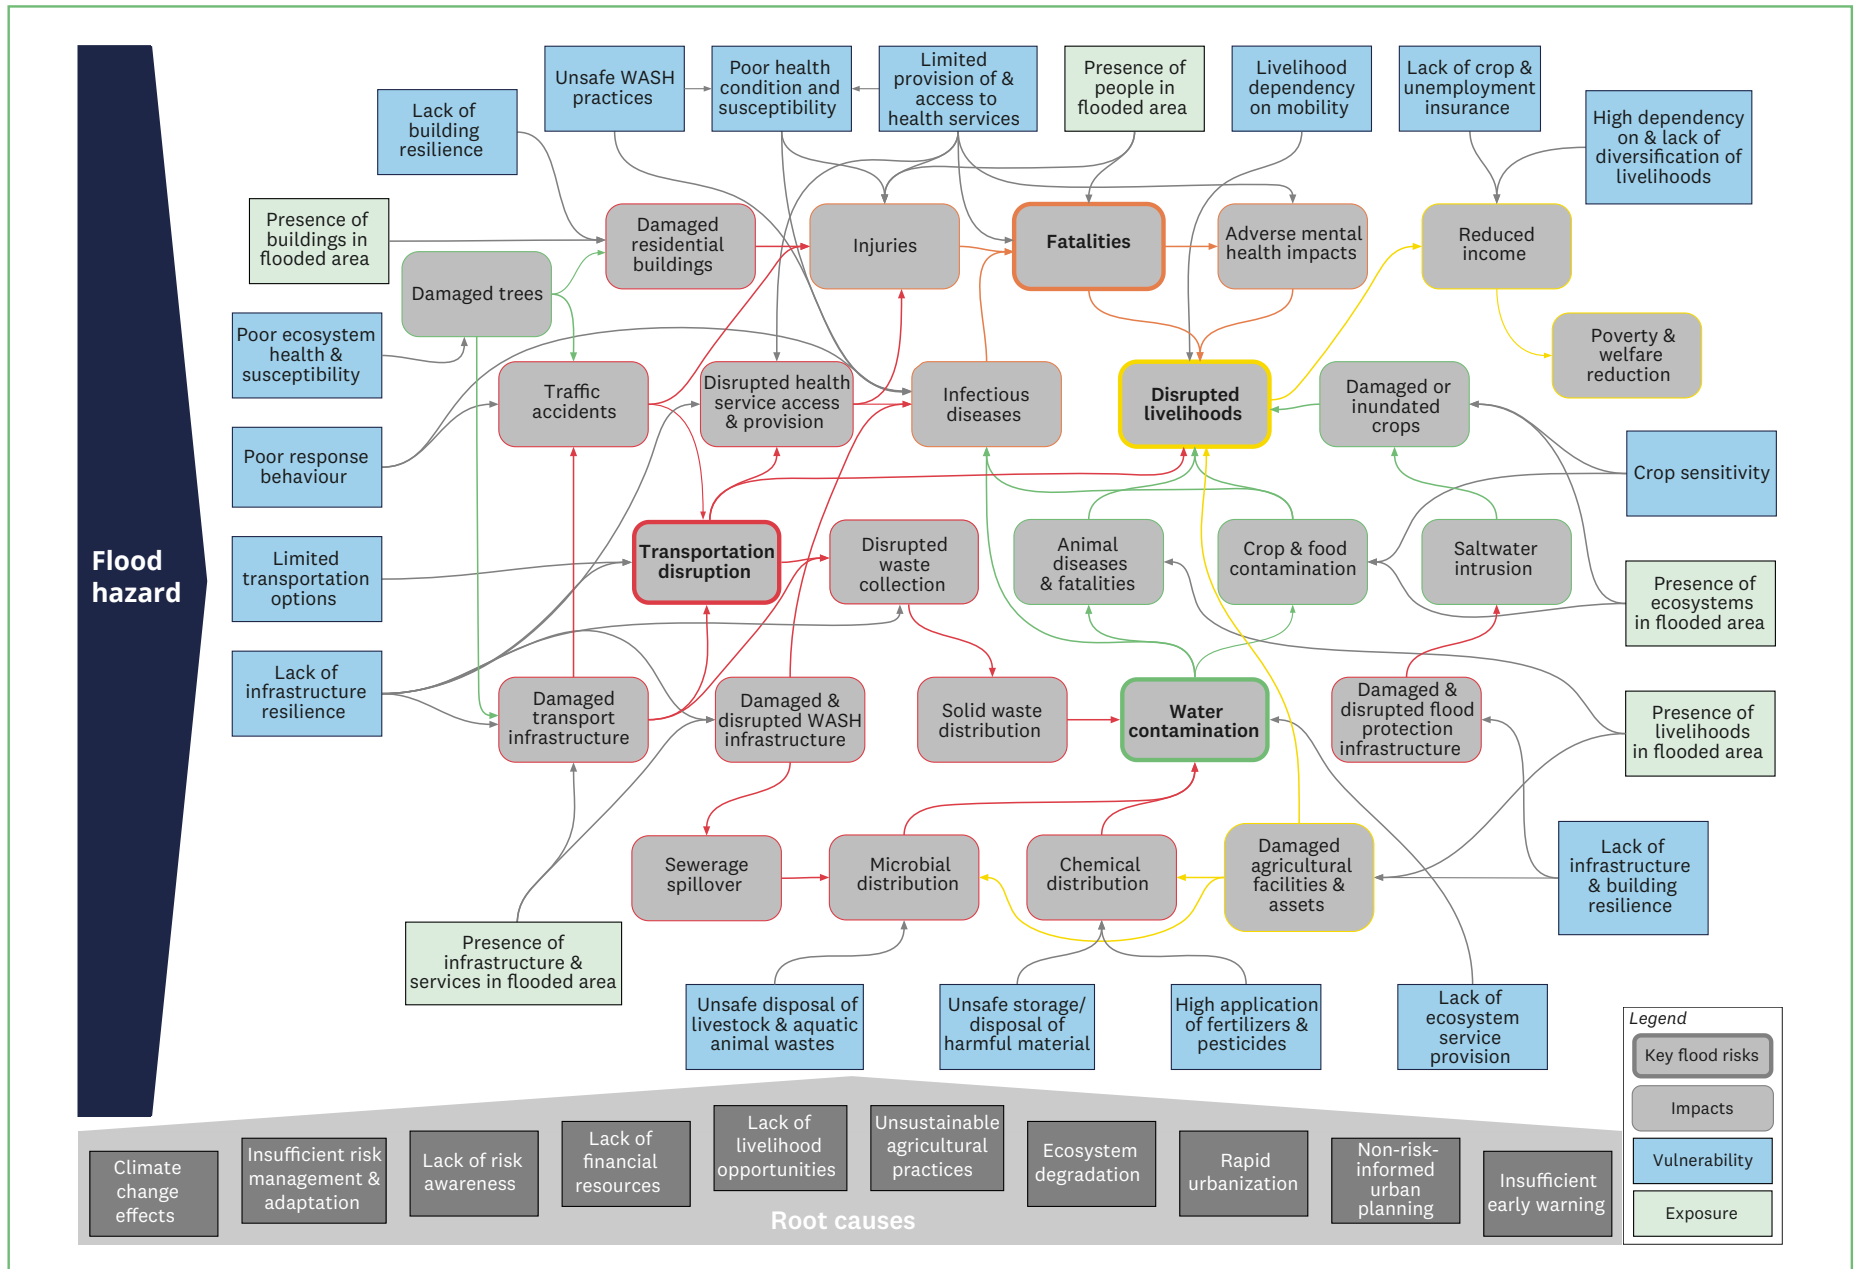 Flood
hazard
Unsafe WASH
practices
Poor health
condition and
susceptibility
Limited
provision of &
access to
health services
Presence of
people in
flooded area
Livelihood
dependency
on mobility
Lack of crop &
unemployment
insurance
High dependency
on & lack of
diversification of
livelihoods
Lack of
building
resilience
Presence of
buildings in
flooded area
Damaged
residential
buildings
Injuries
Fatalities
Adverse mental
health impacts
Reduced
income
Damaged trees
Poor ecosystem
health &
susceptibility
Poverty &
welfare
reduction
Traffic
accidents
Disrupted health
service access
& provision
Infectious
diseases
Disrupted
livelihoods
Damaged or
inundated
crops
Poor response
behaviour
Crop sensitivity
Limited
transportation
options
Transportation
disruption
Disrupted
waste
collection
Animal
diseases
& fatalities
Crop & food
contamination
Saltwater
intrusion
Presence of
ecosystems
in flooded area
Lack of
infrastructure
resilience
Damaged
transport
infrastructure
Damaged &
disrupted WASH
infrastructure
Solid waste
distribution
Water
contamination
Damaged &
disrupted flood
protection
infrastructure
Presence of
livelihoods
in flooded area
Sewerage
spillover
Microbial
distribution
Chemical
distribution
Damaged
agricultural
facilities &
assets
Lack of
infrastructure
& building
resilience
Presence of
infrastructure &
services in flooded area
Unsafe disposal of
livestock & aquatic
animal wastes
Unsafe storage/
disposal of
harmful material
High application
of fertilizers &
pesticides
Lack of
ecosystem
service
provision
Legend
Key flood risks
Impacts
Vulnerability
Exposure
Climate
change
effects
Insufficient risk
management &
adaptation
Lack of risk
awareness
Lack of
financial
resources
Lack of
livelihood
opportunities
Unsustainable
agricultural
practices
Ecosystem
degradation
Rapid
urbanization
Non-risk-
informed
urban
planning
Insufficient
early warning
Root causes